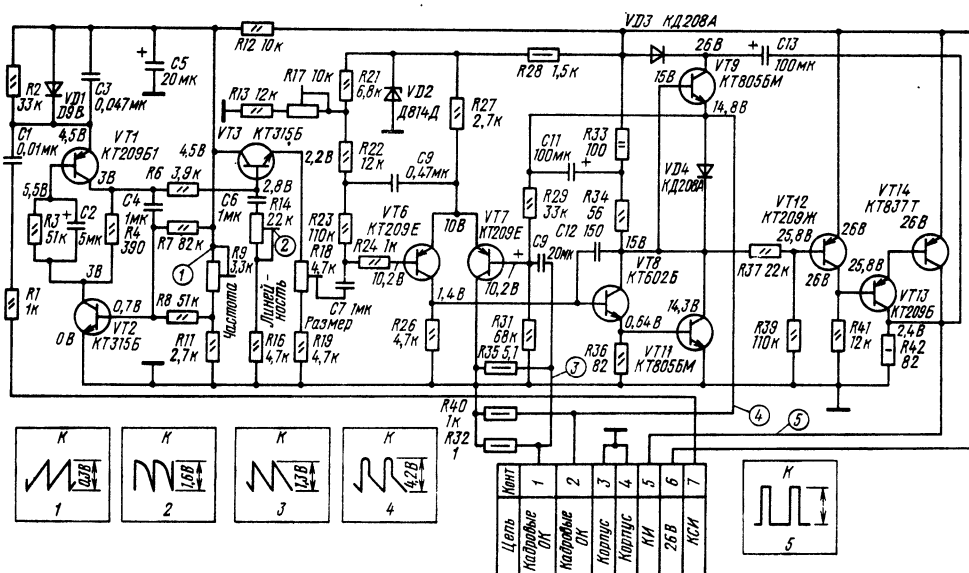 VD3 КД208А
R12 10к
R17 10к
R21
6,8к
R28 1,5к
26В
C13
100мк
VT9
КТ805БМ
C5
20мк
C3
0,047мк
VD1
Д9В
R2
33к
R13 12к
VD2
Д814Д
R27
2,7к
15В
14,8В
C1
0,01мк
4,5В
VT1
КТ209Б1
VT3
КТ315Б
4,5В
2,2В
R22
12к
C11
100мк
R33
100
VD4
КД208А
3В
R6
3,9к
2,8В
C9
0,47мк
R29
33к
R34
56
VT12
КТ209Ж
VT14
КТ837Т
26В
5,5В
R3
51к
C2
5мк
C4
1мк
R4
390
R7 82к
C6
1мк
R14
22к
R23
110к
VT6
КТ209Е
10В
VT7
КТ209Е
C9
20мк
C12
150
15В
VT8
КТ602Б
25,8В
26В
1
R9
3,3к
2
R18
4,7к
R24 1к
10,2В
10,2В
R37 22к
26В
25,8В
3В
0,7В
R8 51к
Частота
Линей-
ность
Размер
C7 1мк
1,4В
14,3В
VT13
КТ209Б
2,4В
R1
1к
0В
VT2
КТ315Б
R11
2,7к
R16
4,7к
R19
4,7к
R26
4,7к
R31
68к
R35 5,1
0,64В
R36
82
VT11
КТ805БМ
R39
110к
R41
12к
R42
82
3
R40
1к
R32
1
4
5
К
0,1В
1
К
1,6В
2
К
1,3В
3
К
4,2В
4
К
5
Конт 1 2 3 4 5 6 7
Цепь Кадровые ОК Кадровые ОК Корпус Корпус КИ 26В КСИ